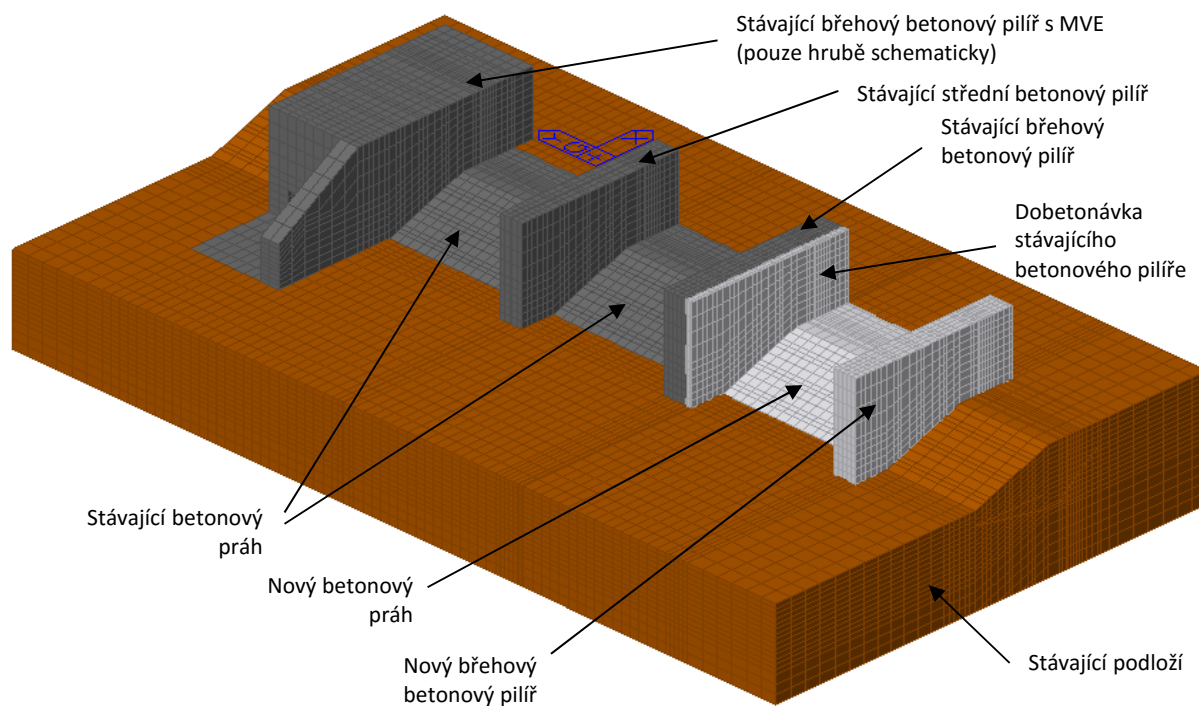 Stávající břehový betonový pilíř s MVE
(pouze hrubě schematicky)
Stávající střední betonový pilíř
Stávající břehový
betonový pilíř
Dobetonávka
stávajícího
betonového pilíře
Stávající betonový
práh
Nový betonový
práh
Nový břehový
betonový pilíř
Stávající podloží